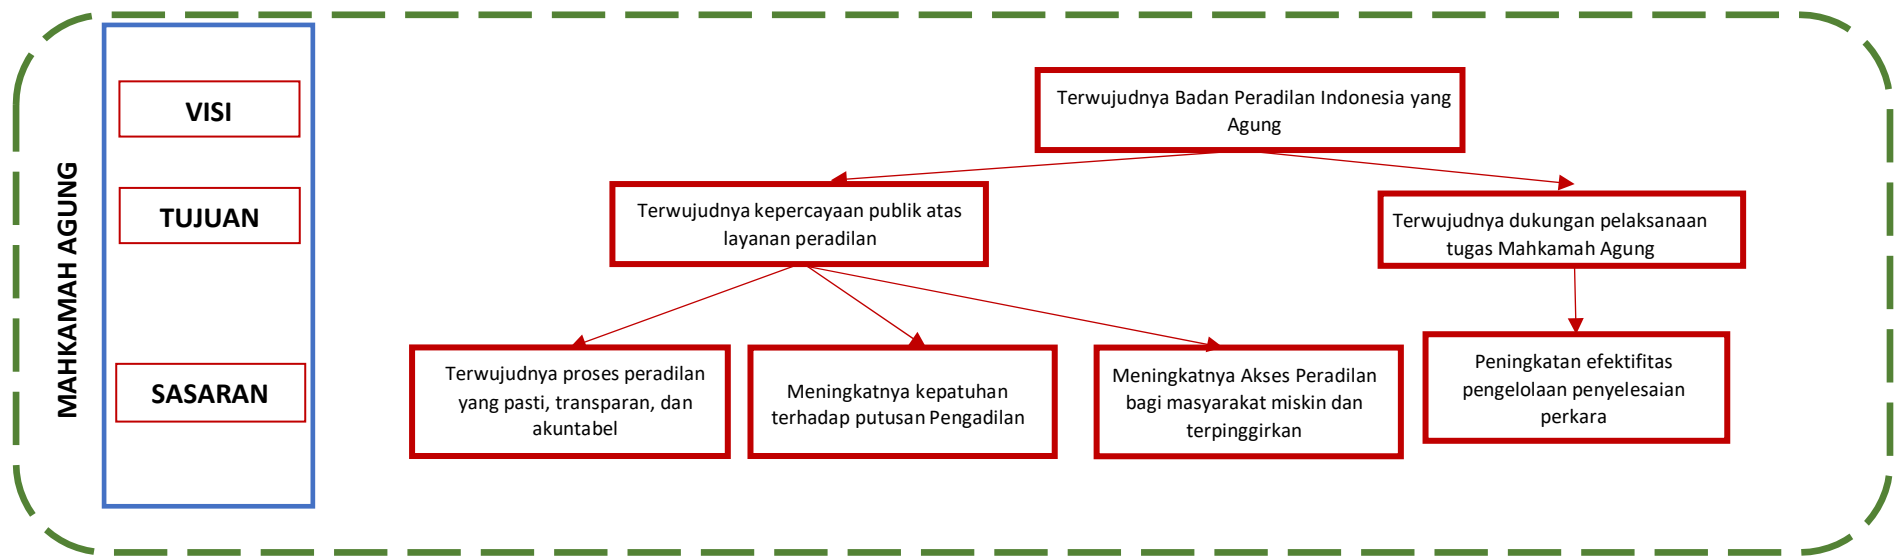 MAHKAMAH AGUNG
VISI
TUJUAN
SASARAN
Terwujudnya Badan Peradilan Indonesia yang
Agung
Terwujudnya kepercayaan publik atas
layanan peradilan
Terwujudnya dukungan pelaksanaan
tugas Mahkamah Agung
Terwujudnya proses peradilan
yang pasti, transparan, dan
akuntabel
Meningkatnya kepatuhan
terhadap putusan Pengadilan
Meningkatnya Akses Peradilan
bagi masyarakat miskin dan
terpinggirkan
Peningkatan efektifitas
pengelolaan penyelesaian
perkara